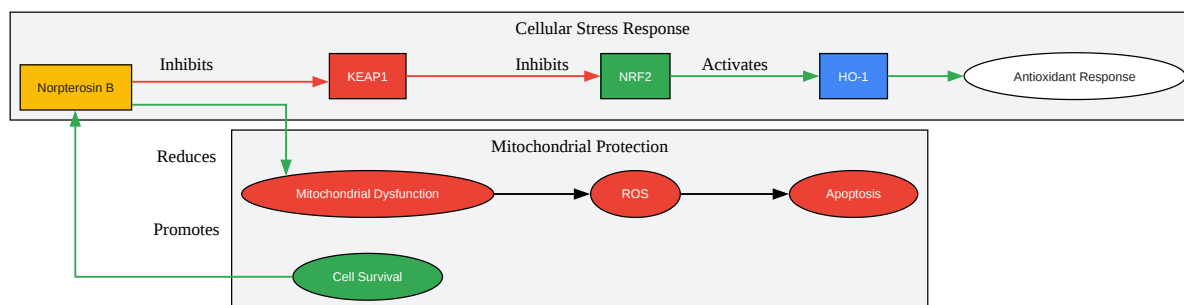 Cellular Stress Response
Inhibits
Inhibits
Activates
Norpterosin B
KEAP1
NRF2
HO-1
Antioxidant Response
Reduces
Mitochondrial Protection
Mitochondrial Dysfunction
ROS
Apoptosis
Promotes
Cell Survival